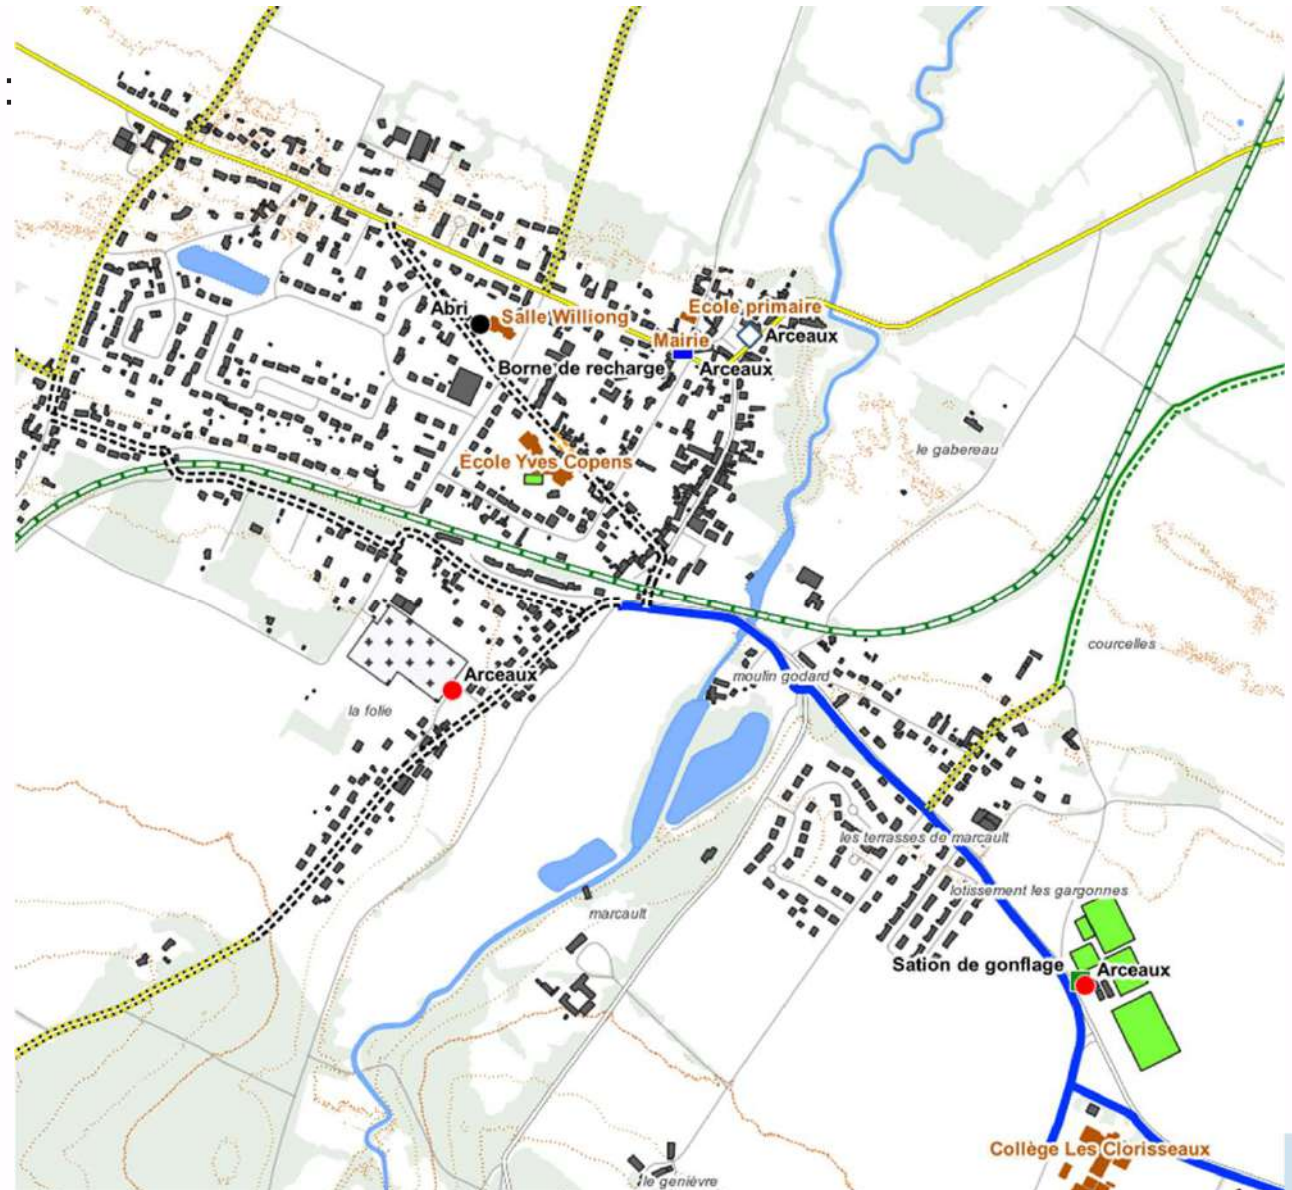 :
Abri
Salle Williong
Ecole primaire
Mairie
Arceaux
Borne de recharge
Arceaux
le gabereau
Ecole Yves Copens
courcelles
Arceaux
moulin godard
la folie
les terrasses de marcault
lotissement les gargonnes
marcault
Sation de gonflage
Arceaux
Collège Les Clorisseaux
le genièvre